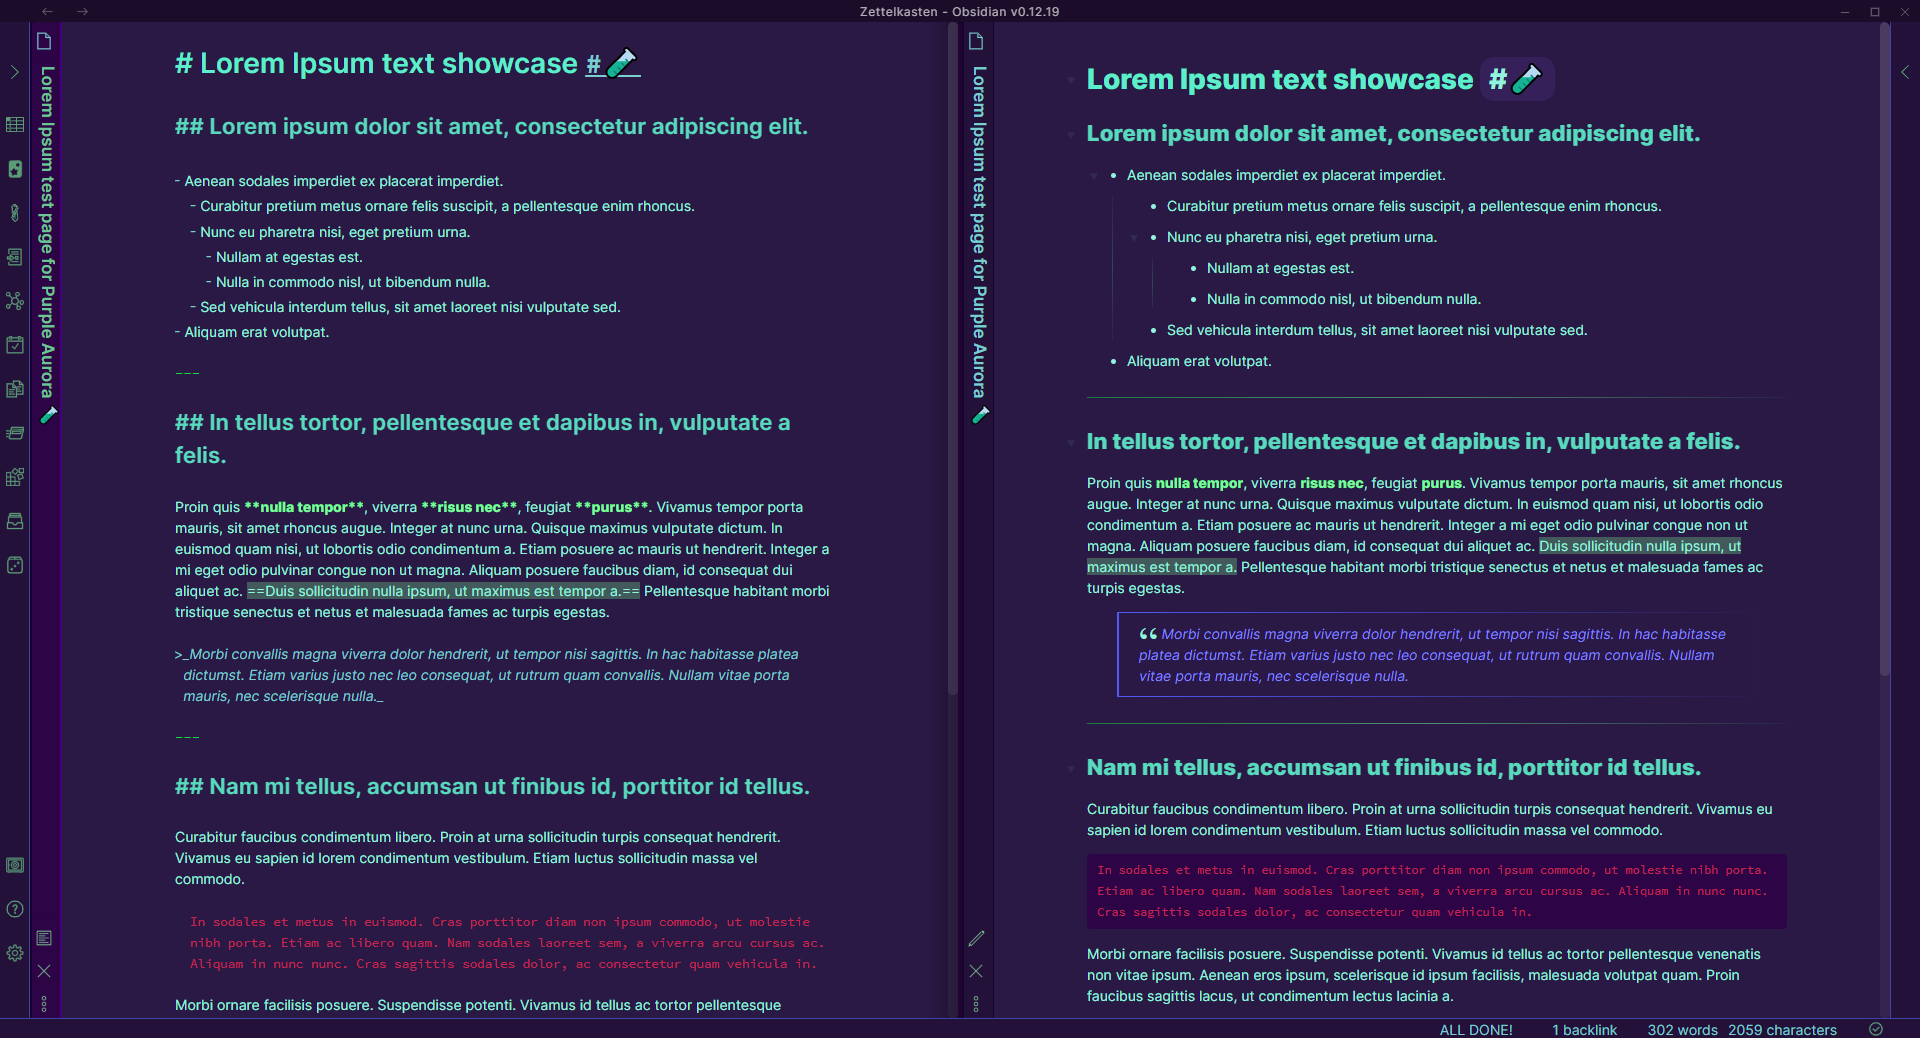 Zettelkasten - Obsidian v0.12.19
Lorem Ipsum test page for Purple Aurora
# Lorem Ipsum text showcase #
## Lorem ipsum dolor sit amet, consectetur adipiscing elit.
- Aenean sodales imperdiet ex placerat imperdiet.
- Curabitur pretium metus ornare felis suscipit, a pellentesque enim rhoncus.
- Nunc eu pharetra nisi, eget pretium urna.
- Nullam at egestas est.
- Nulla in commodo nisl, ut bibendum nulla.
- Sed vehicula interdum tellus, sit amet laoreet nisi vulputate sed.
- Aliquam erat volutpat.
---
## In tellus tortor, pellentesque et dapibus in, vulputate a
felis.
Proin quis **nulla tempor**, viverra **risus nec**, feugiat **purus**. Vivamus tempor porta
mauris, sit amet rhoncus augue. Integer at nunc urna. Quisque maximus vulputate dictum. In
euismod quam nisi, ut lobortis odio condimentum a. Etiam posuere ac mauris ut hendrerit. Integer a
mi eget odio pulvinar congue non ut magna. Aliquam posuere faucibus diam, id consequat dui
aliquet ac. ==Duis sollicitudin nulla ipsum, ut maximus est tempor a.== Pellentesque habitant morbi
tristique senectus et netus et malesuada fames ac turpis egestas.
>_Morbi convallis magna viverra dolor hendrerit, ut tempor nisi sagittis. In hac habitasse platea
dictumst. Etiam varius justo nec leo consequat, ut rutrum quam convallis. Nullam vitae porta
mauris, nec scelerisque nulla._
---
## Nam mi tellus, accumsan ut finibus id, porttitor id tellus.
Curabitur faucibus condimentum libero. Proin at urna sollicitudin turpis consequat hendrerit.
Vivamus eu sapien id lorem condimentum vestibulum. Etiam luctus sollicitudin massa vel
commodo.
In sodales et metus in euismod. Cras porttitor diam non ipsum commodo, ut molestie
nibh porta. Etiam ac libero quam. Nam sodales laoreet sem, a viverra arcu cursus ac.
Aliquam in nunc nunc. Cras sagittis sodales dolor, ac consectetur quam vehicula in.
Morbi ornare facilisis posuere. Suspendisse potenti. Vivamus id tellus ac tortor pellentesque
Lorem Ipsum test page for Purple Aurora
Lorem Ipsum text showcase #
Lorem ipsum dolor sit amet, consectetur adipiscing elit.
• Aenean sodales imperdiet ex placerat imperdiet.
• Curabitur pretium metus ornare felis suscipit, a pellentesque enim rhoncus.
• Nunc eu pharetra nisi, eget pretium urna.
• Nullam at egestas est.
• Nulla in commodo nisl, ut bibendum nulla.
• Sed vehicula interdum tellus, sit amet laoreet nisi vulputate sed.
• Aliquam erat volutpat.
In tellus tortor, pellentesque et dapibus in, vulputate a felis.
Proin quis nulla tempor, viverra risus nec, feugiat purus. Vivamus tempor porta mauris, sit amet rhoncus
augue. Integer at nunc urna. Quisque maximus vulputate dictum. In euismod quam nisi, ut lobortis odio
condimentum a. Etiam posuere ac mauris ut hendrerit. Integer a mi eget odio pulvinar congue non ut
magna. Aliquam posuere faucibus diam, id consequat dui aliquet ac. Duis sollicitudin nulla ipsum, ut
maximus est tempor a. Pellentesque habitant morbi tristique senectus et netus et malesuada fames ac
turpis egestas.
“ Morbi convallis magna viverra dolor hendrerit, ut tempor nisi sagittis. In hac habitasse
platea dictumst. Etiam varius justo nec leo consequat, ut rutrum quam convallis. Nullam
vitae porta mauris, nec scelerisque nulla.
Nam mi tellus, accumsan ut finibus id, porttitor id tellus.
Curabitur faucibus condimentum libero. Proin at urna sollicitudin turpis consequat hendrerit. Vivamus eu
sapien id lorem condimentum vestibulum. Etiam luctus sollicitudin massa vel commodo.
In sodales et metus in euismod. Cras porttitor diam non ipsum commodo, ut molestie nibh porta.
Etiam ac libero quam. Nam sodales laoreet sem, a viverra arcu cursus ac. Aliquam in nunc nunc.
Cras sagittis sodales dolor, ac consectetur quam vehicula in.
Morbi ornare facilisis posuere. Suspendisse potenti. Vivamus id tellus ac tortor pellentesque venenatis
non vitae ipsum. Aenean eros ipsum, scelerisque id ipsum facilisis, malesuada volutpat quam. Proin
faucibus sagittis lacus, ut condimentum lectus lacinia a.
ALL DONE! 1 backlink 302 words 2059 characters